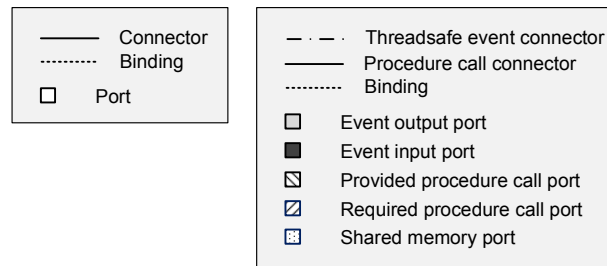 Connector
Binding
Port
Threadsafe event connector
Procedure call connector
Binding
Event output port
Event input port
Provided procedure call port
Required procedure call port
Shared memory port